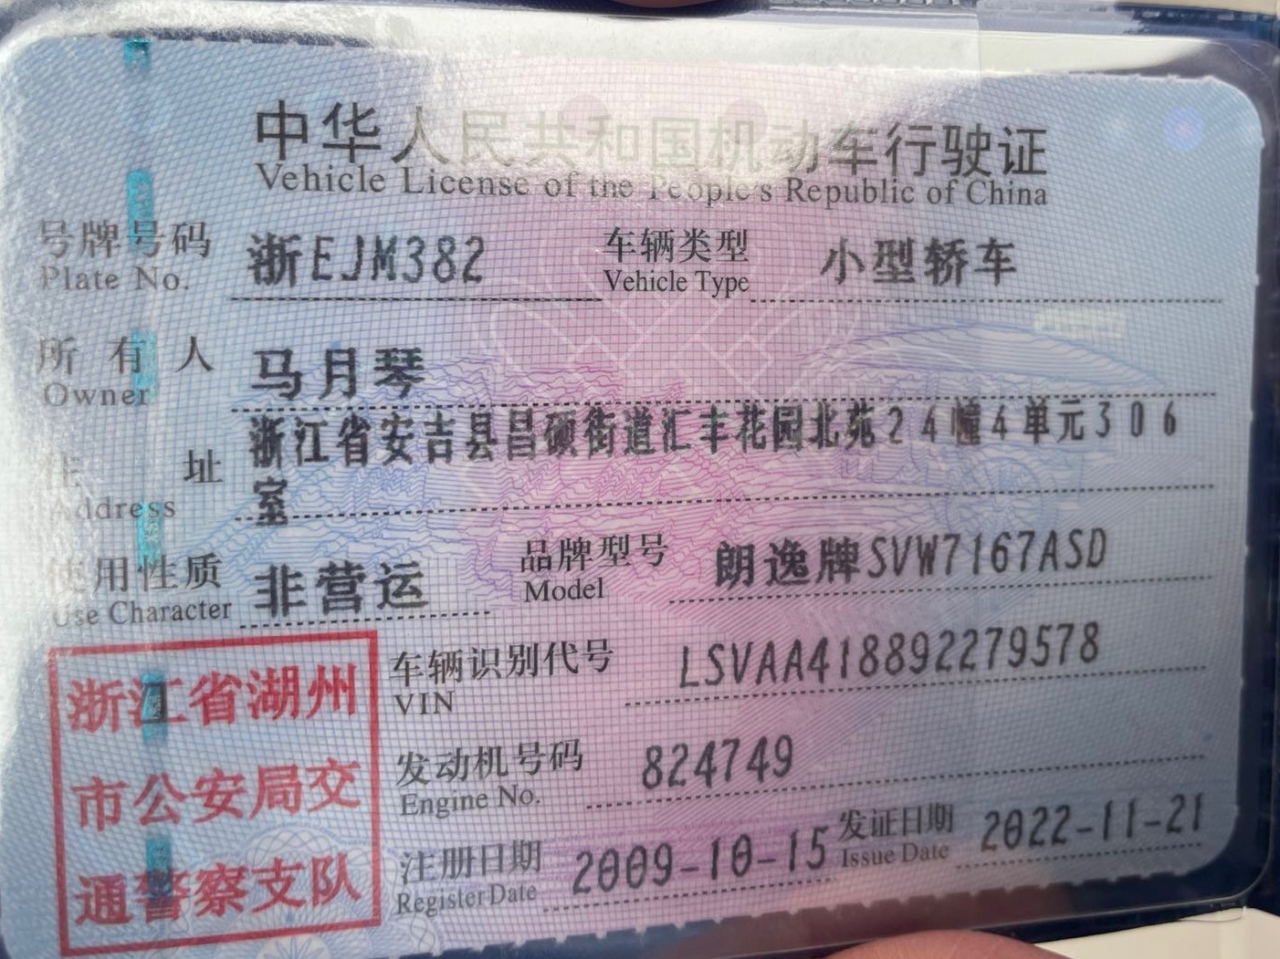 中华人民共和国机动车行驶证
Vehicle License of the People's Republic of China
号牌号码 浙EJM382 车辆类型 小型轿车
Plate No. Vehicle Type
所有人 马月琴
Owner
浙江省安吉县昌硕街道汇丰花园北苑24幢4单元306
住址 室
Address
使用性质 非营运 品牌型号 朗逸牌SVW7167ASD
Use Character Model
浙江省湖州
市公安局交
通警察支队
车辆识别代号 LSVAA418892279578
VIN
发动机号码 824749
Engine No.
注册日期 2009-10-15 发证日期 2022-11-21
Register Date Issue Date